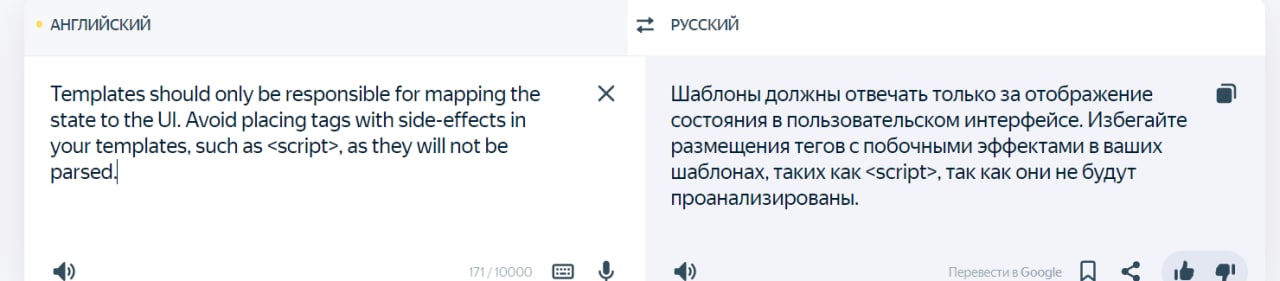 АНГЛИЙСКИЙ
РУССКИЙ
Templates should only be responsible for mapping the
state to the UI. Avoid placing tags with side-effects in
your templates, such as <script>, as they will not be
parsed.
171 / 10000
Шаблоны должны отвечать только за отображение
состояния в пользовательском интерфейсе. Избегайте
размещения тегов с побочными эффектами в ваших
шаблонах, таких как <script>, так как они не будут
проанализированы.
Перевести в Google